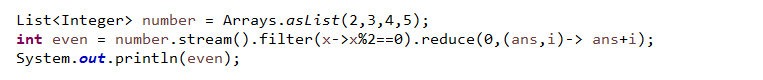 List<Integer> number = Arrays.asList(2,3,4,5);
int even = number.stream().filter(x->x%2==0).reduce(0,(ans,i)-> ans+i);
System.out.println(even);